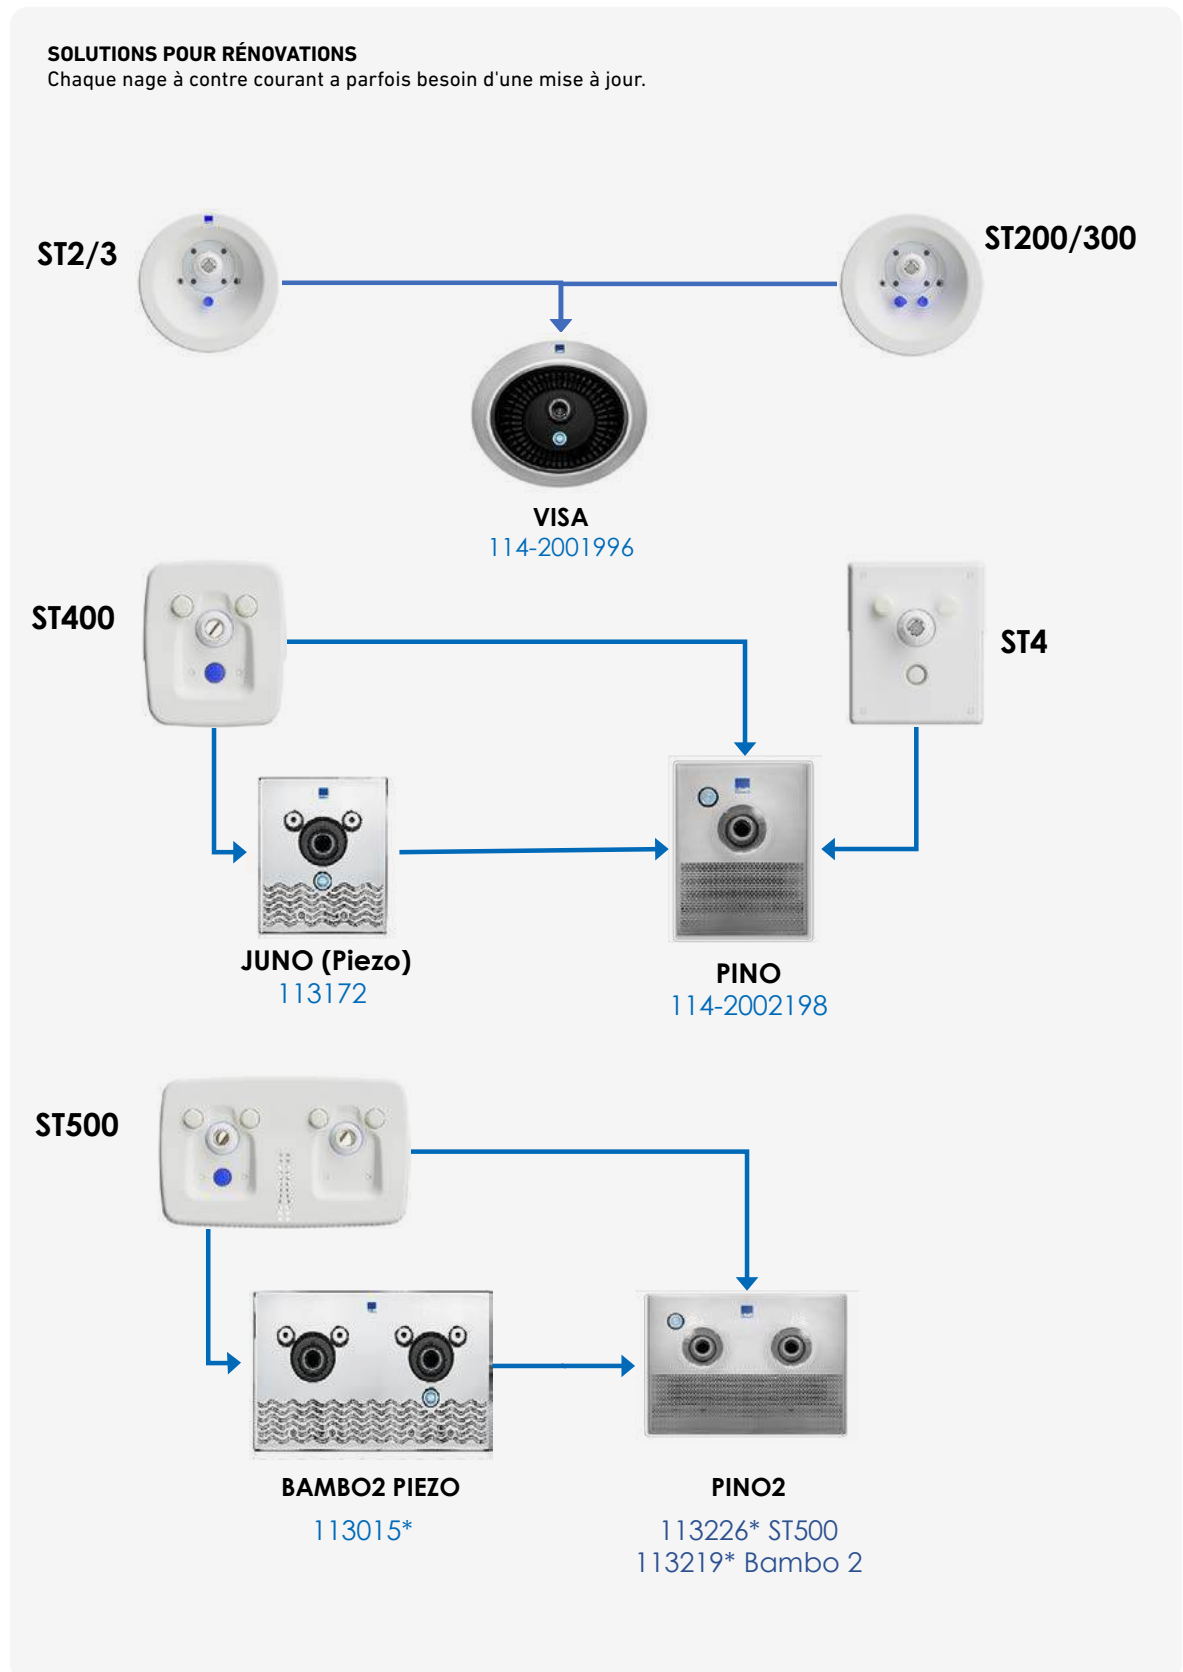 SOLUTIONS POUR RÉNOVATIONS
Chaque nage à contre courant a parfois besoin d'une mise à jour.
ST2/3
ST200/300
VISA
114-2001996
ST400
ST4
JUNO (Piezo)
113172
PINO
114-2002198
ST500
BAMBO2 PIEZO
113015*
PINO2
113226* ST500
113219* Bambo 2